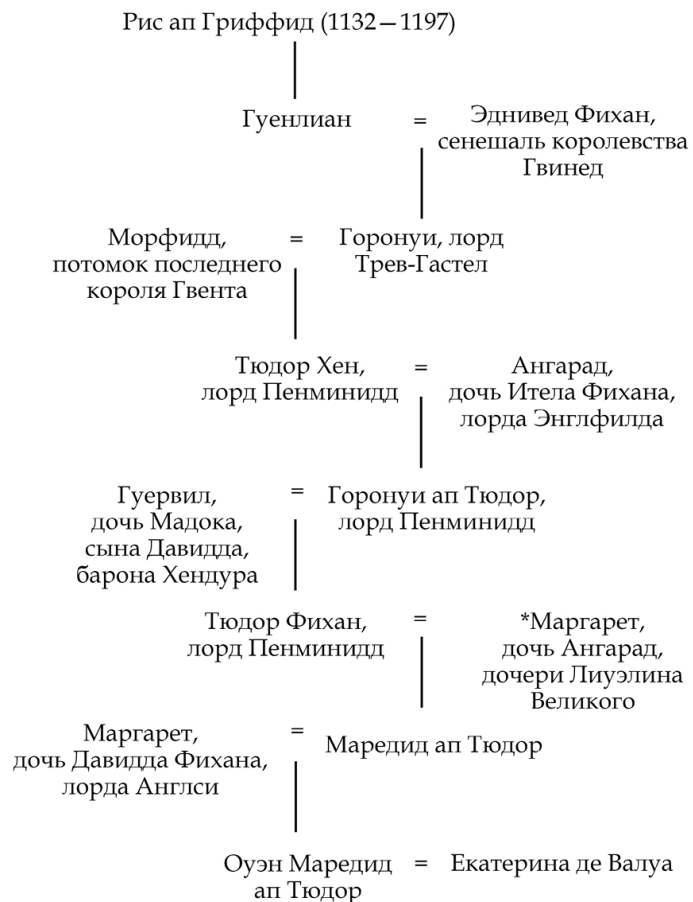 Рис ап Гриффид (1132—1197)
Гуенлиан = Эднивед Фихан,
сенешаль королевства
Гвинед
Морфидд, = Горонуи, лорд
потомок последнего Трев-Гастел
короля Гвента
Тюдор Хен, = Ангарад,
лорд Пенминидд дочь Итела Фихана,
лорда Энглфилда
Гуервил, = Горонуи ап Тюдор,
дочь Мадока, лорд Пенминидд
сына Давидда,
барона Хендура
Тюдор Фихан, = *Маргарет,
лорд Пенминидд дочь Ангарад,
дочери Лиуэлина
Великого
Маргарет, = Маредид ап Тюдор
дочь Давидда Фихана,
лорда Англси
Оуэн Маредид = Екатерина де Валуа
ап Тюдор